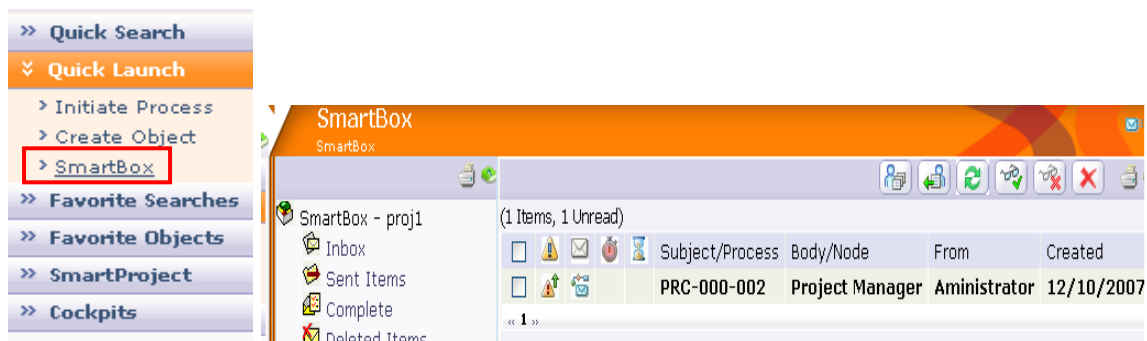 Quick Search
Quick Launch
Initiate Process
Create Object
SmartBox
Favorite Searches
Favorite Objects
SmartProject
Cockpits
SmartBox
SmartBox
SmartBox - proj1
Inbox
Sent Items
Complete
Deleted Items
(1 Items, 1 Unread)
Subject/Process Body/Node From Created
PRC-000-002 Project Manager Aministrator 12/10/2007
« 1 »